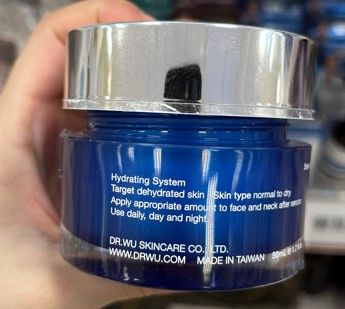 Hydrating System
Target dehydrated skin / Skin type normal to dry
Apply appropriate amount to face and neck after serum.
Use daily, day and night.
DR.WU SKINCARE CO., LTD.
WWW.DRWU.COM MADE IN TAIWAN 50mL